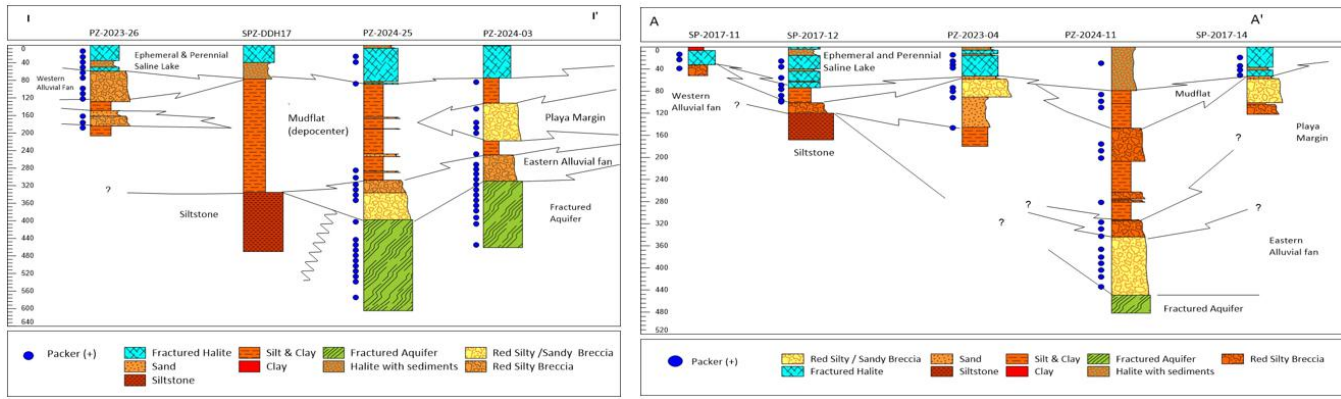 I I'
PZ-2023-26 SPZ-DDH17 PZ-2024-25 PZ-2024-03
0
40
80
120
160
200
240
280
320
360
400
440
480
520
560
600
640
Ephemeral & Perennial
Saline Lake
Western
Alluvial Fan
Mudflat
(depocenter)
Playa Margin
Eastern Alluvial fan
?
Siltstone
Fractured
Aquifer
Packer (+)
Fractured Halite
Silt & Clay
Fractured Aquifer
Red Silty /Sandy Breccia
Sand
Clay
Halite with sediments
Red Silty Breccia
Siltstone
A A'
SP-2017-11 SP-2017-12 PZ-2023-04 PZ-2024-11 SP-2017-14
0
40
80
120
160
200
240
280
320
360
400
440
480
520
Ephemeral and Perennial
Saline Lake
Western
Alluvial fan
?
Siltstone
Mudflat
Playa
Margin
?
?
?
?
?
Eastern
Alluvial fan
Fractured Aquifer
Packer (+)
Red Silty / Sandy Breccia
Sand
Silt & Clay
Fractured Aquifer
Red Silty Breccia
Fractured Halite
Siltstone
Clay
Halite with sediments